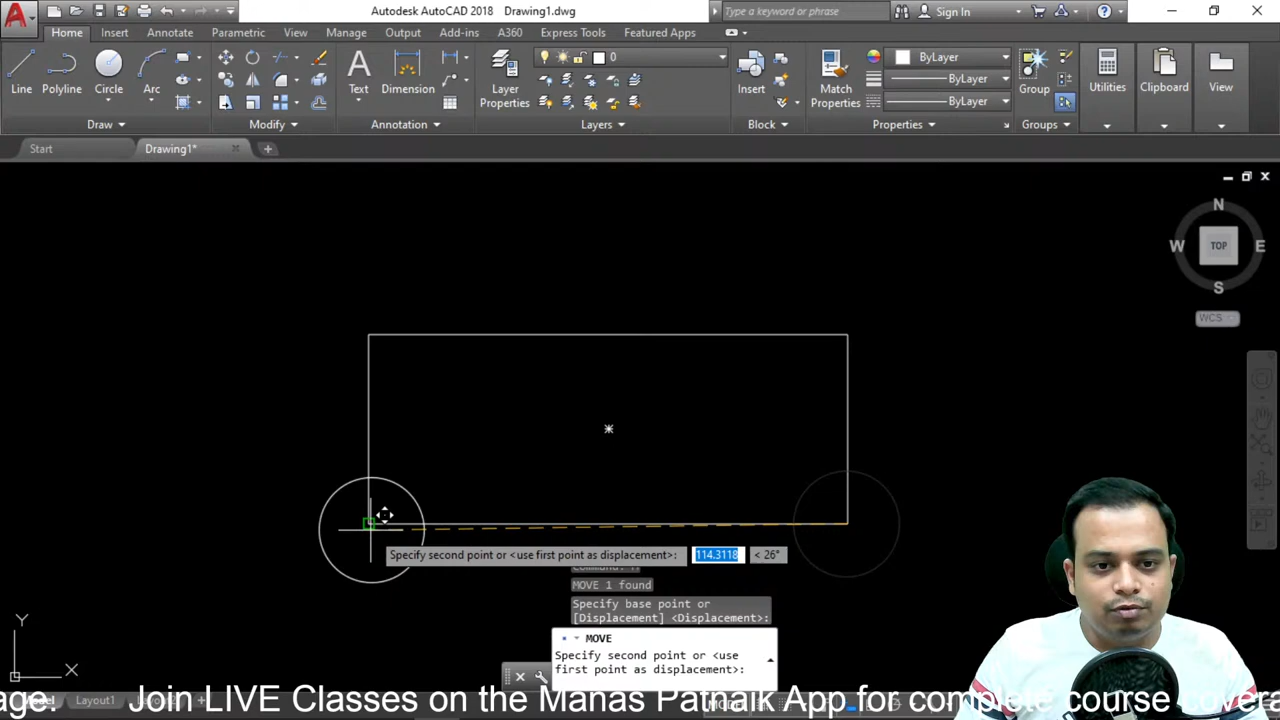 Autodesk AutoCAD 2018 Drawing1.dwg
Type a keyword or phrase
Sign In
Home Insert Annotate Parametric View Manage Output Add-ins A360 Express Tools Featured Apps
0
ByLayer
ByLayer
ByLayer
Line Polyline Circle Arc Text Dimension Layer Properties Insert Match Properties Group Utilities Clipboard View
Draw Modify Annotation Layers Block Properties Groups
Start Drawing1*
N
W TOP E
S
WCS
Specify second point or <use first point as displacement>: 114.3118 < 26°
MOVE 1 found
Specify base point or
[Displacement] <Displacement>:
MOVE
Specify second point or <use
first point as displacement>:
Y
X
Layout1
age. Join LIVE Classes on the Manas Patnaik App for complete course covera